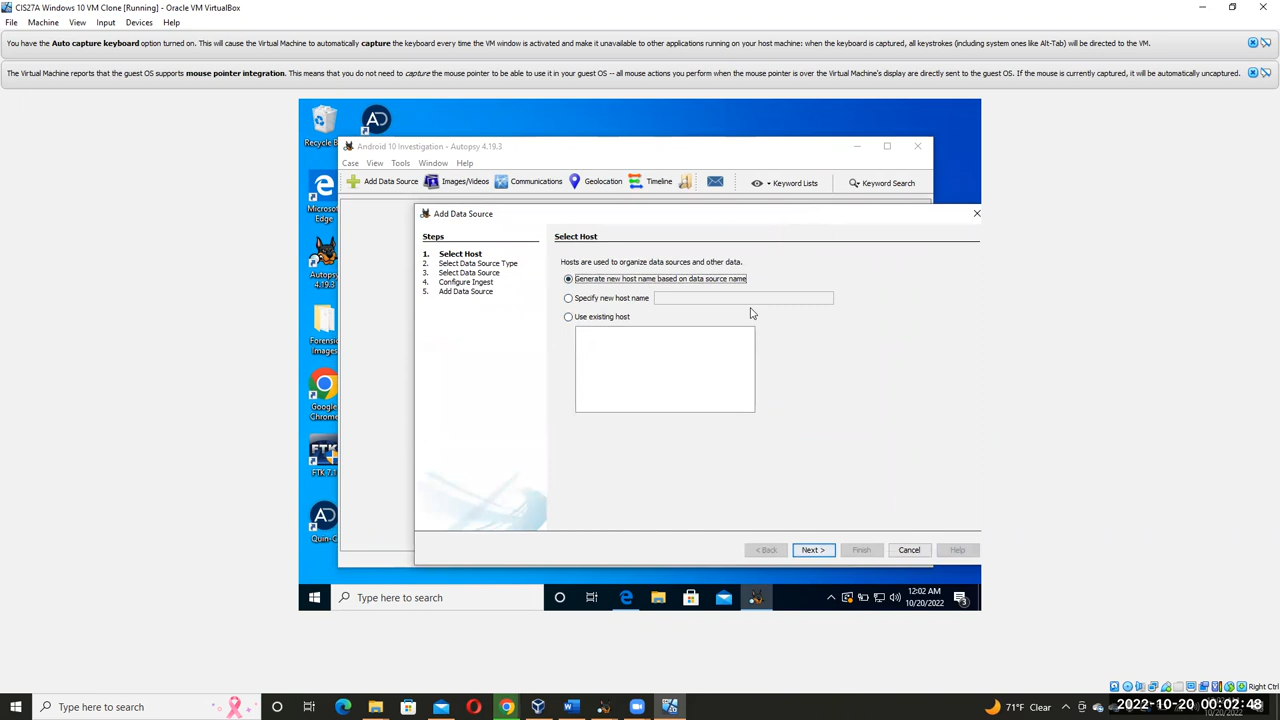 CIS27A Windows 10 VM Clone [Running] - Oracle VM VirtualBox
File Machine View Input Devices Help
You have the Auto capture keyboard option turned on. This will cause the Virtual Machine to automatically capture the keyboard every time the VM window is activated and make it unavailable to other applications running on your host machine: when the keyboard is captured, all keystrokes (including system ones like Alt-Tab) will be directed to the VM.
The Virtual Machine reports that the guest OS supports mouse pointer integration. This means that you do not need to capture the mouse pointer to be able to use it in your guest OS -- all mouse actions you perform when the mouse pointer is over the Virtual Machine's display are directly sent to the guest OS. If the mouse is currently captured, it will be automatically uncaptured.
Recycle B
Microsof
Edge
Autopsy
4.19.3
Forensic
Images
Google
Chrome
FTK
FTK 7.1
Quin-C
Android 10 Investigation - Autopsy 4.19.3
Case View Tools Window Help
Add Data Source Images/Videos Communications Geolocation Timeline Keyword Lists Keyword Search
Add Data Source
Steps
1. Select Host
2. Select Data Source Type
3. Select Data Source
4. Configure Ingest
5. Add Data Source
Select Host
Hosts are used to organize data sources and other data.
Generate new host name based on data source name
Specify new host name
Use existing host
< Back Next > Finish Cancel Help
Type here to search
12:02 AM
10/20/2022
3
Right Ctrl
Type here to search
71°F Clear
2022-10-20 00:02:48